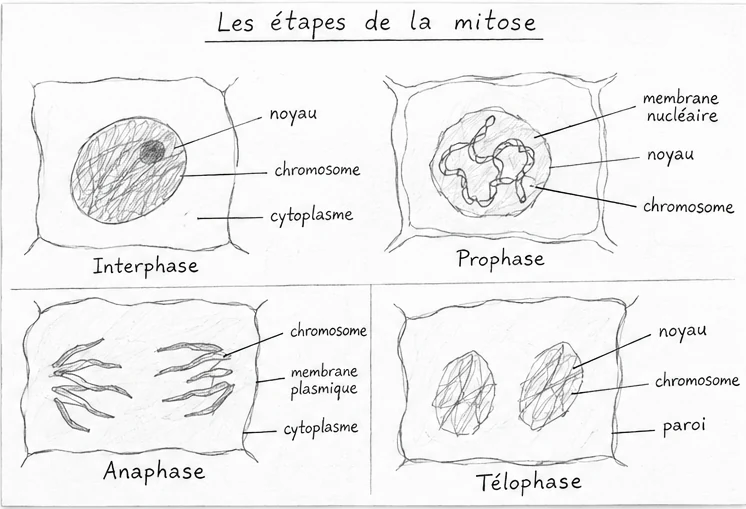 Les étapes de la mitose
noyau
chromosome
cytoplasme
Interphase
membrane
nucléaire
noyau
chromosome
Prophase
chromosome
membrane
plasmique
cytoplasme
Anaphase
noyau
chromosome
paroi
Télophase